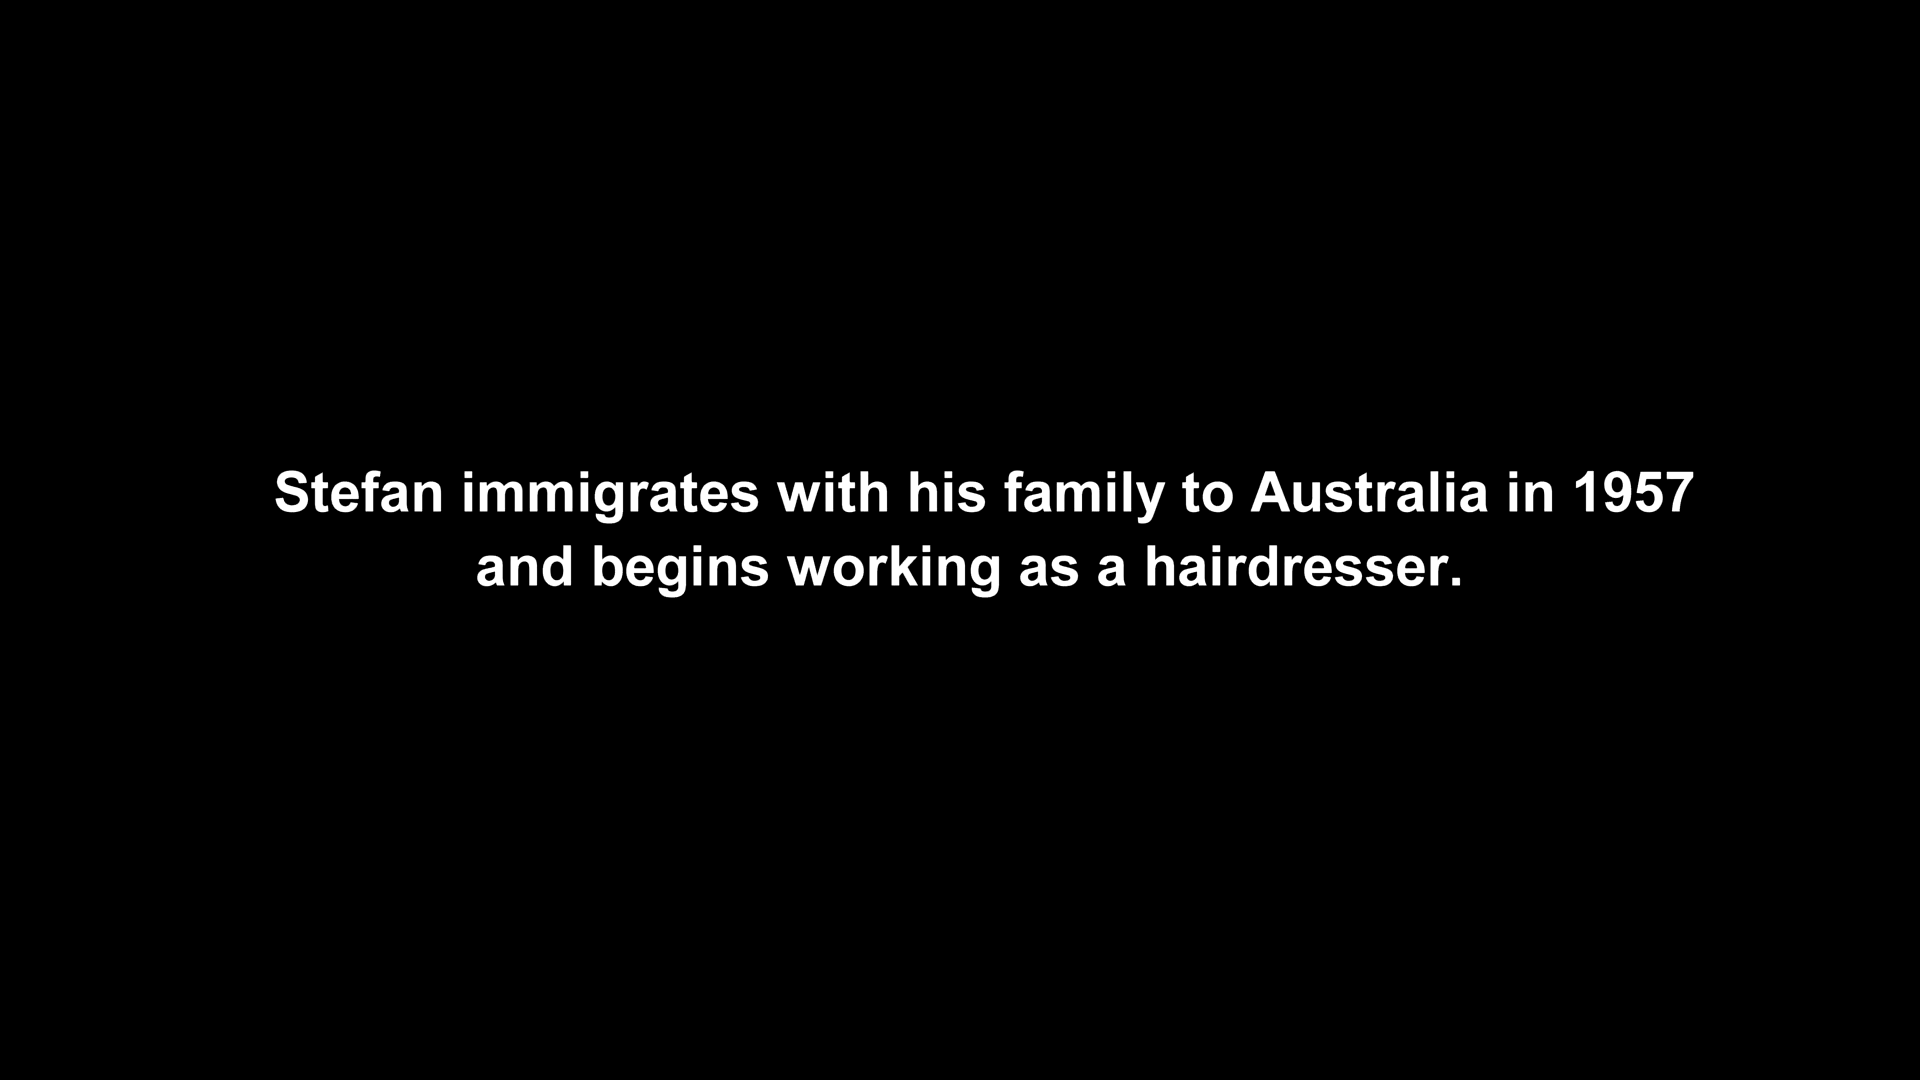 Stefan immigrates with his family to Australia in 1957
and begins working as a hairdresser.